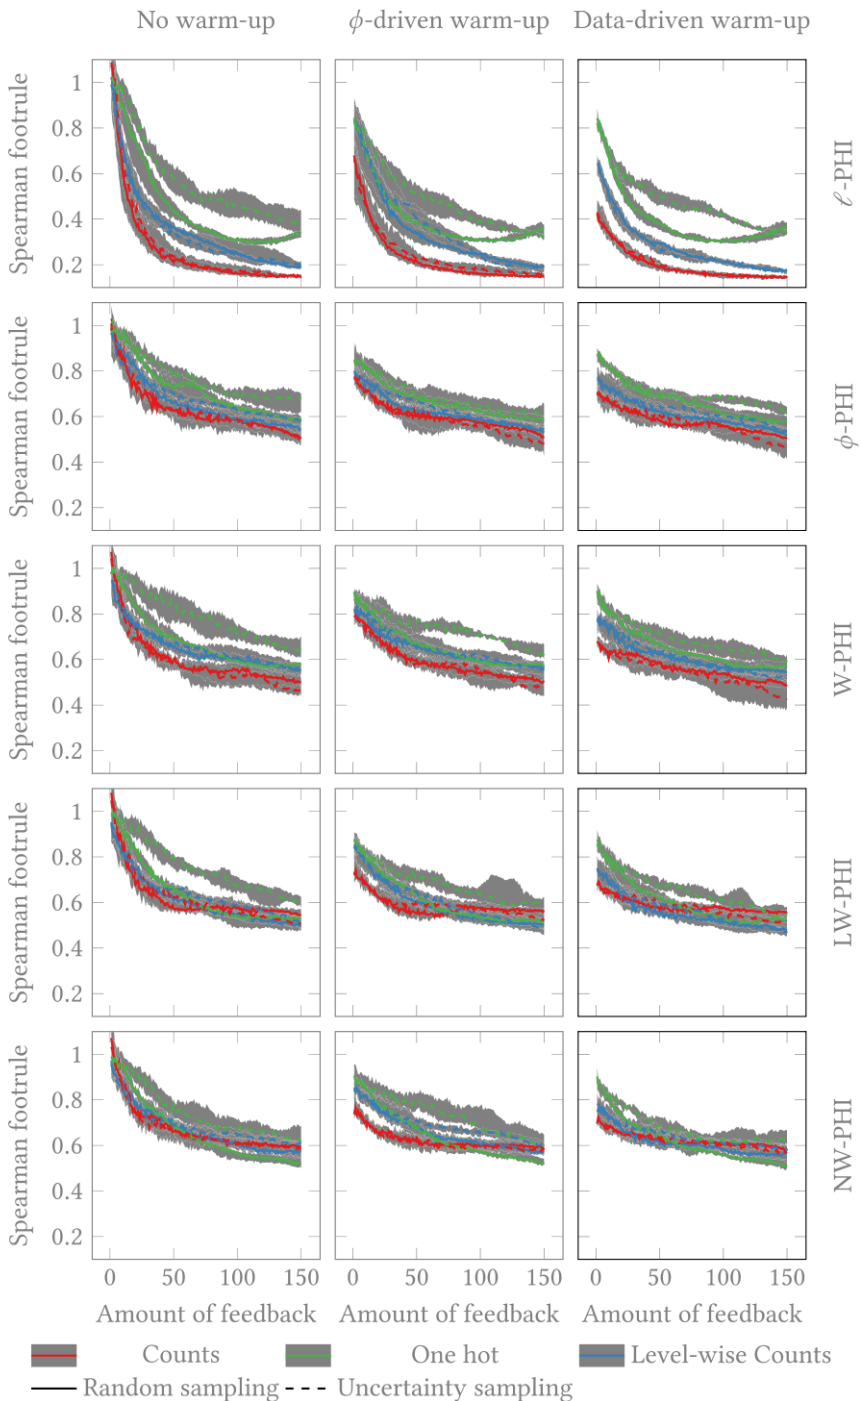 No warm-up ϕ-driven warm-up Data-driven warm-up
Spearman footrule
1
0.8
0.6
0.4
0.2
ℓ-PHI
Spearman footrule
1
0.8
0.6
0.4
0.2
ϕ-PHI
Spearman footrule
1
0.8
0.6
0.4
0.2
W-PHI
Spearman footrule
1
0.8
0.6
0.4
0.2
LW-PHI
Spearman footrule
1
0.8
0.6
0.4
0.2
NW-PHI
0 50 100 150 0 50 100 150 0 50 100 150
Amount of feedback Amount of feedback Amount of feedback
Counts One hot Level-wise Counts
Random sampling Uncertainty sampling